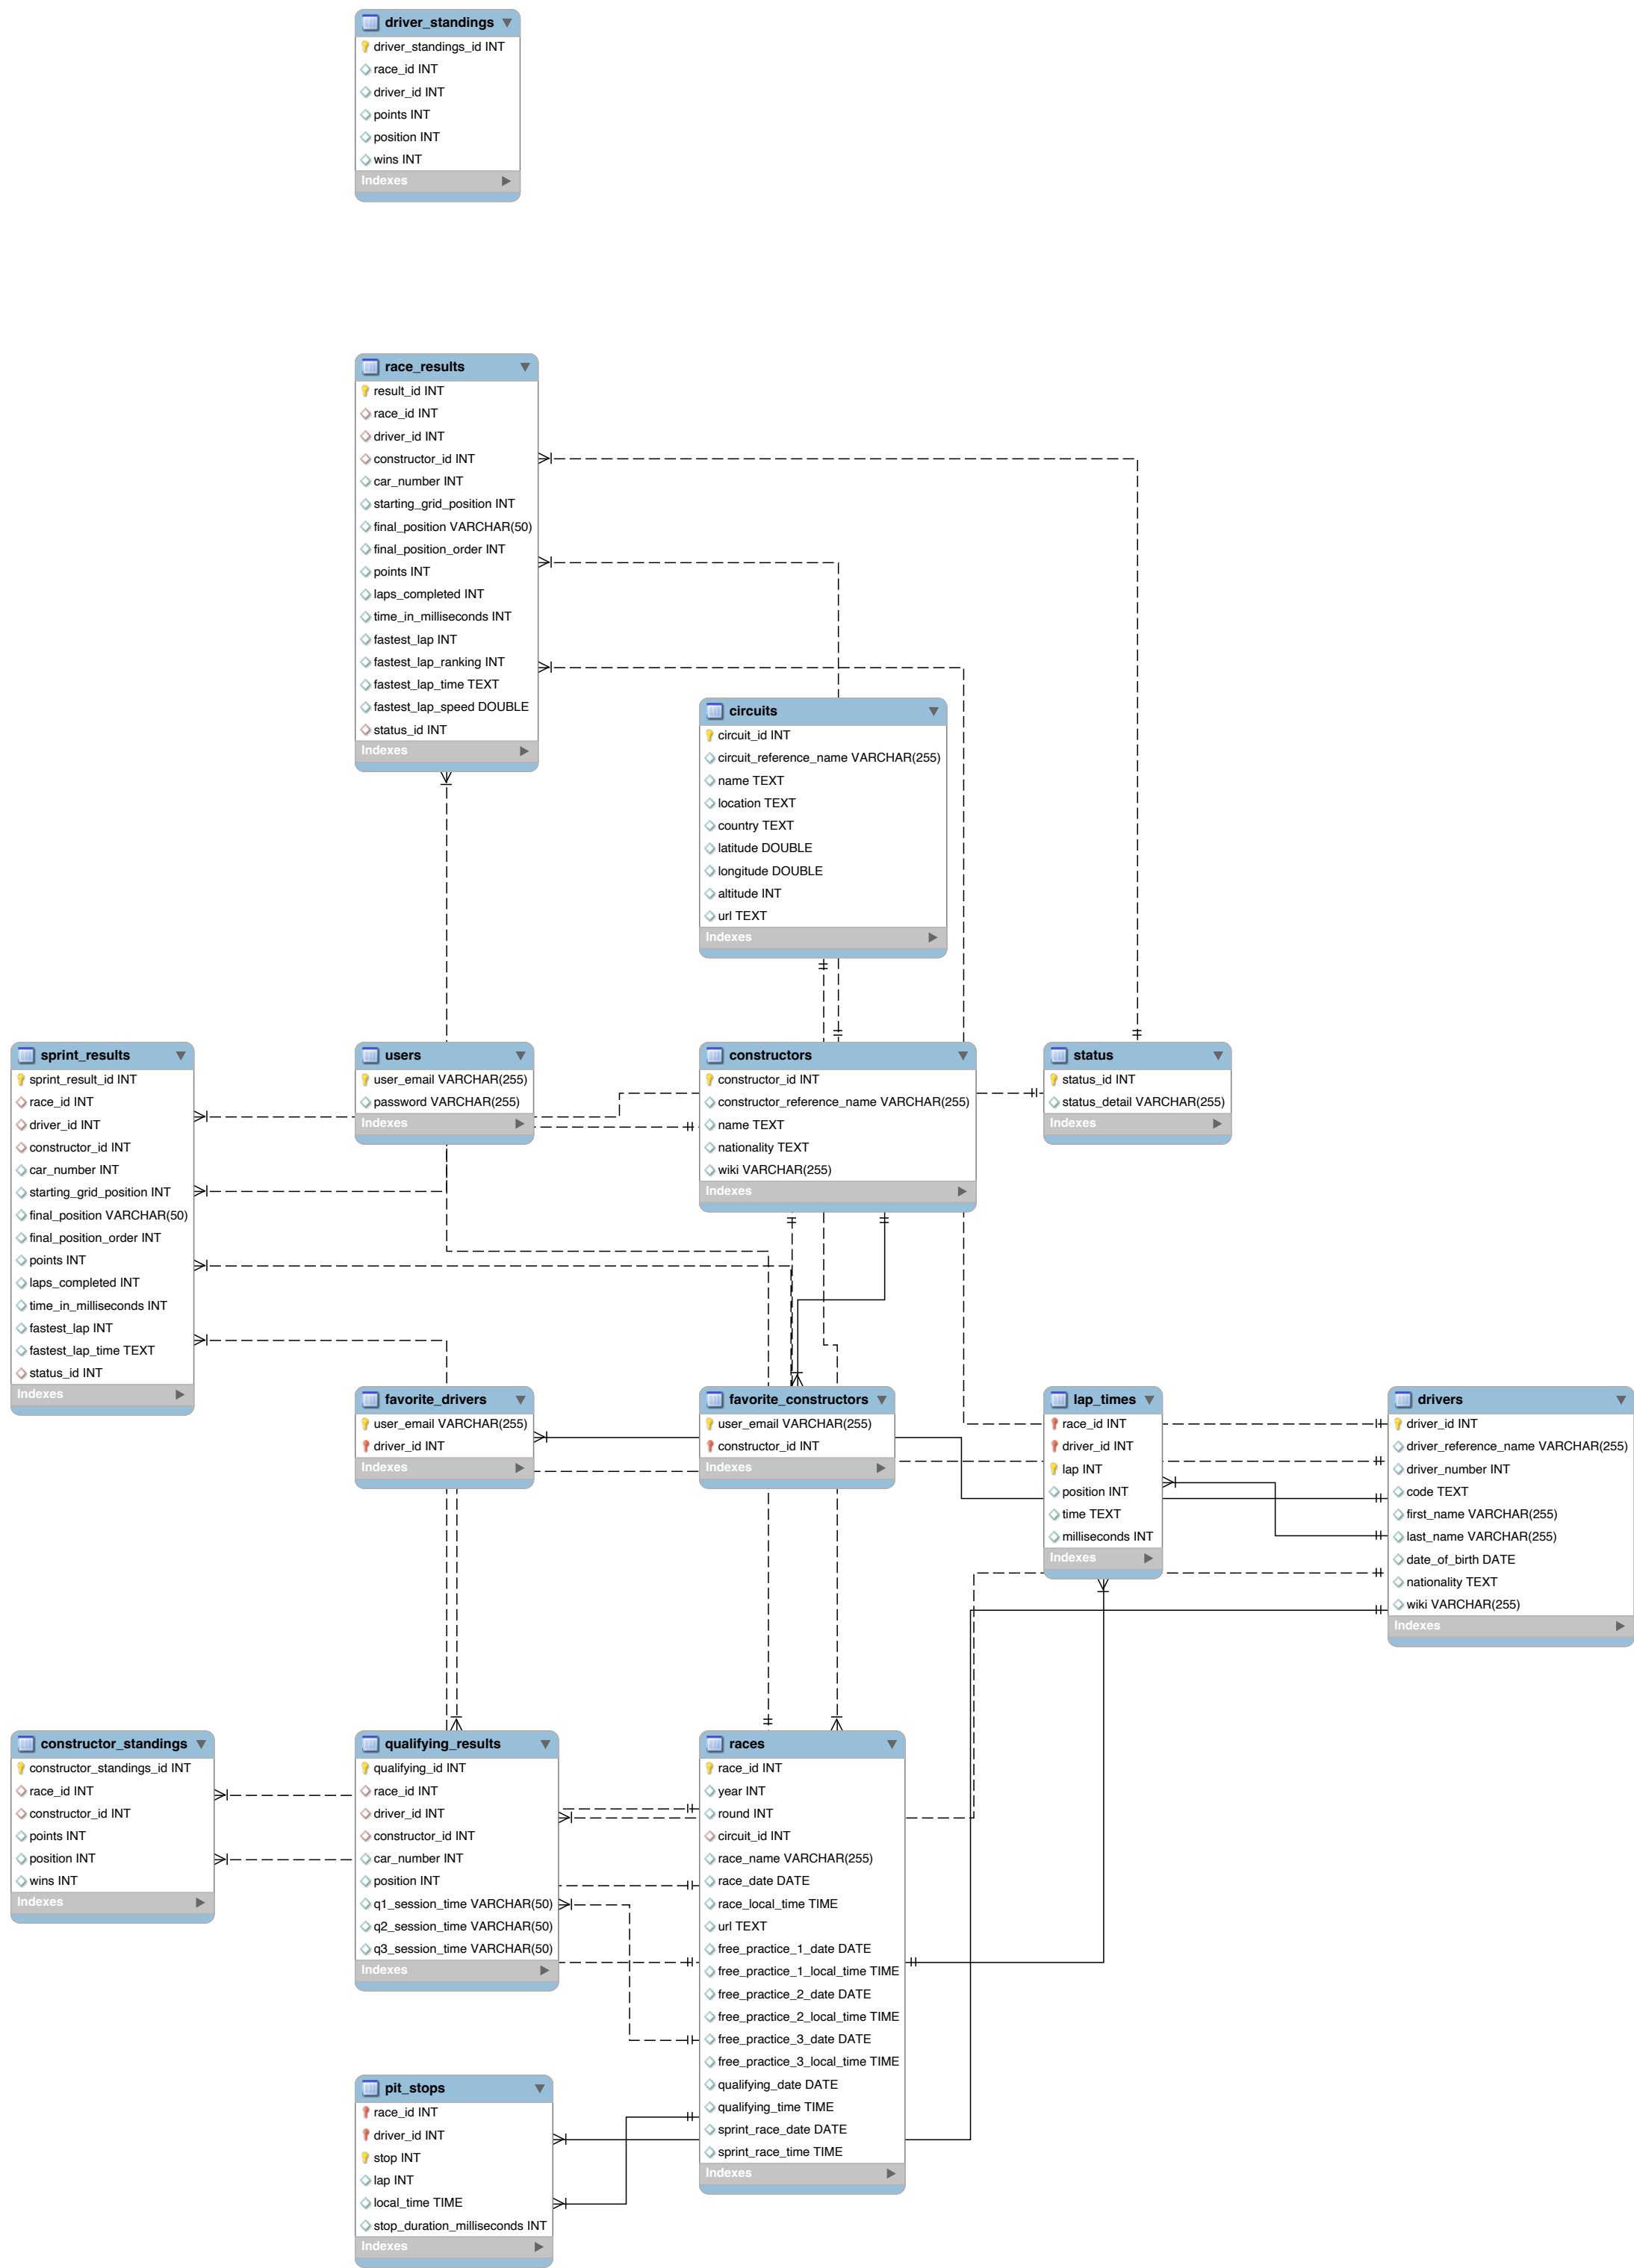 driver_standings
driver_standings_id INT
race_id INT
driver_id INT
points INT
position INT
wins INT
Indexes
race_results
result_id INT
race_id INT
driver_id INT
constructor_id INT
car_number INT
starting_grid_position INT
final_position VARCHAR(50)
final_position_order INT
points INT
laps_completed INT
time_in_milliseconds INT
fastest_lap INT
fastest_lap_ranking INT
fastest_lap_time TEXT
fastest_lap_speed DOUBLE
status_id INT
Indexes
circuits
circuit_id INT
circuit_reference_name VARCHAR(255)
name TEXT
location TEXT
country TEXT
latitude DOUBLE
longitude DOUBLE
altitude INT
url TEXT
Indexes
sprint_results
sprint_result_id INT
race_id INT
driver_id INT
constructor_id INT
car_number INT
starting_grid_position INT
final_position VARCHAR(50)
final_position_order INT
points INT
laps_completed INT
time_in_milliseconds INT
fastest_lap INT
fastest_lap_time TEXT
status_id INT
Indexes
users
user_email VARCHAR(255)
password VARCHAR(255)
Indexes
constructors
constructor_id INT
constructor_reference_name VARCHAR(255)
name TEXT
nationality TEXT
wiki VARCHAR(255)
Indexes
status
status_id INT
status_detail VARCHAR(255)
Indexes
favorite_drivers
user_email VARCHAR(255)
driver_id INT
Indexes
favorite_constructors
user_email VARCHAR(255)
constructor_id INT
Indexes
lap_times
race_id INT
driver_id INT
lap INT
position INT
time TEXT
milliseconds INT
Indexes
drivers
driver_id INT
driver_reference_name VARCHAR(255)
driver_number INT
code TEXT
first_name VARCHAR(255)
last_name VARCHAR(255)
date_of_birth DATE
nationality TEXT
wiki VARCHAR(255)
Indexes
constructor_standings
constructor_standings_id INT
race_id INT
constructor_id INT
points INT
position INT
wins INT
Indexes
qualifying_results
qualifying_id INT
race_id INT
driver_id INT
constructor_id INT
car_number INT
position INT
q1_session_time VARCHAR(50)
q2_session_time VARCHAR(50)
q3_session_time VARCHAR(50)
Indexes
races
race_id INT
year INT
round INT
circuit_id INT
race_name VARCHAR(255)
race_date DATE
race_local_time TIME
url TEXT
free_practice_1_date DATE
free_practice_1_local_time TIME
free_practice_2_date DATE
free_practice_2_local_time TIME
free_practice_3_date DATE
free_practice_3_local_time TIME
qualifying_date DATE
qualifying_time TIME
sprint_race_date DATE
sprint_race_time TIME
Indexes
pit_stops
race_id INT
driver_id INT
stop INT
lap INT
local_time TIME
stop_duration_milliseconds INT
Indexes